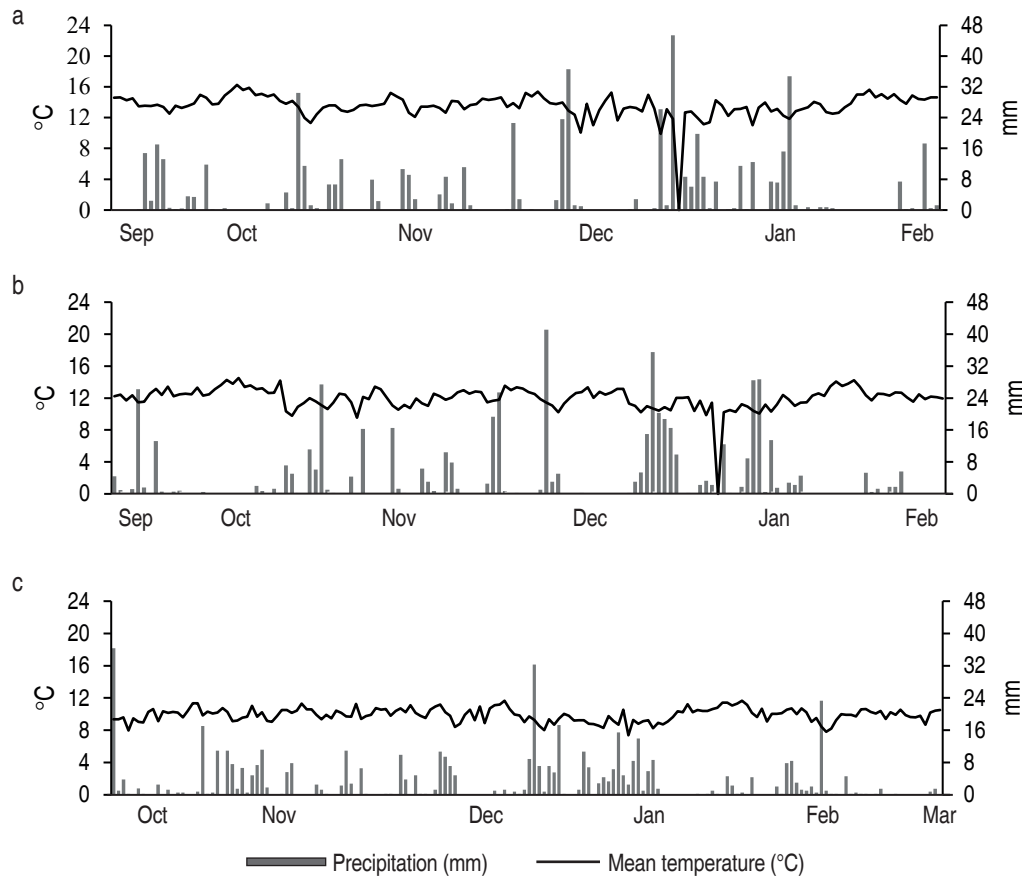 a
24 48
20 40
16 32
12 24
8 16
4 8
0 0
°C
mm
Sep Oct Nov Dec Jan Feb
b
24 48
20 40
16 32
12 24
8 16
4 8
0 0
°C
mm
Sep Oct Nov Dec Jan Feb
c
24 48
20 40
16 32
12 24
8 16
4 8
0 0
°C
mm
Oct Nov Dec Jan Feb Mar
Precipitation (mm) Mean temperature (°C)